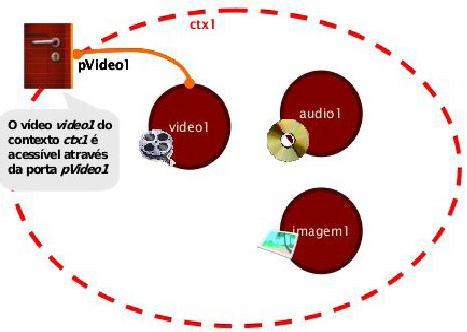 ctx1
pVideo1
O vídeo video1 do
contexto ctx1 é
acessível através
da porta pVideo1
video1
audio1
imagem1